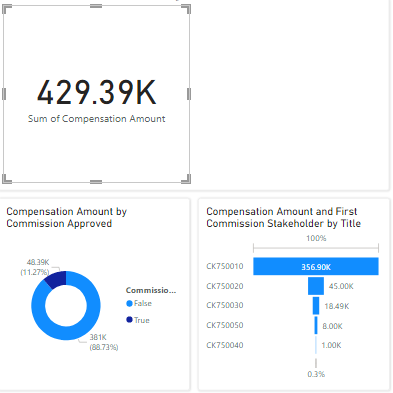 429.39K
Sum of Compensation Amount
Compensation Amount by
Commission Approved
48.39K
(11.27%)
381K
(88.73%)
Commissio...
False
True
Compensation Amount and First
Commission Stakeholder by Title
100%
CK750010 356.90K
CK750020 45.00K
CK750030 18.49K
CK750050 8.00K
CK750040 1.00K
0.3%